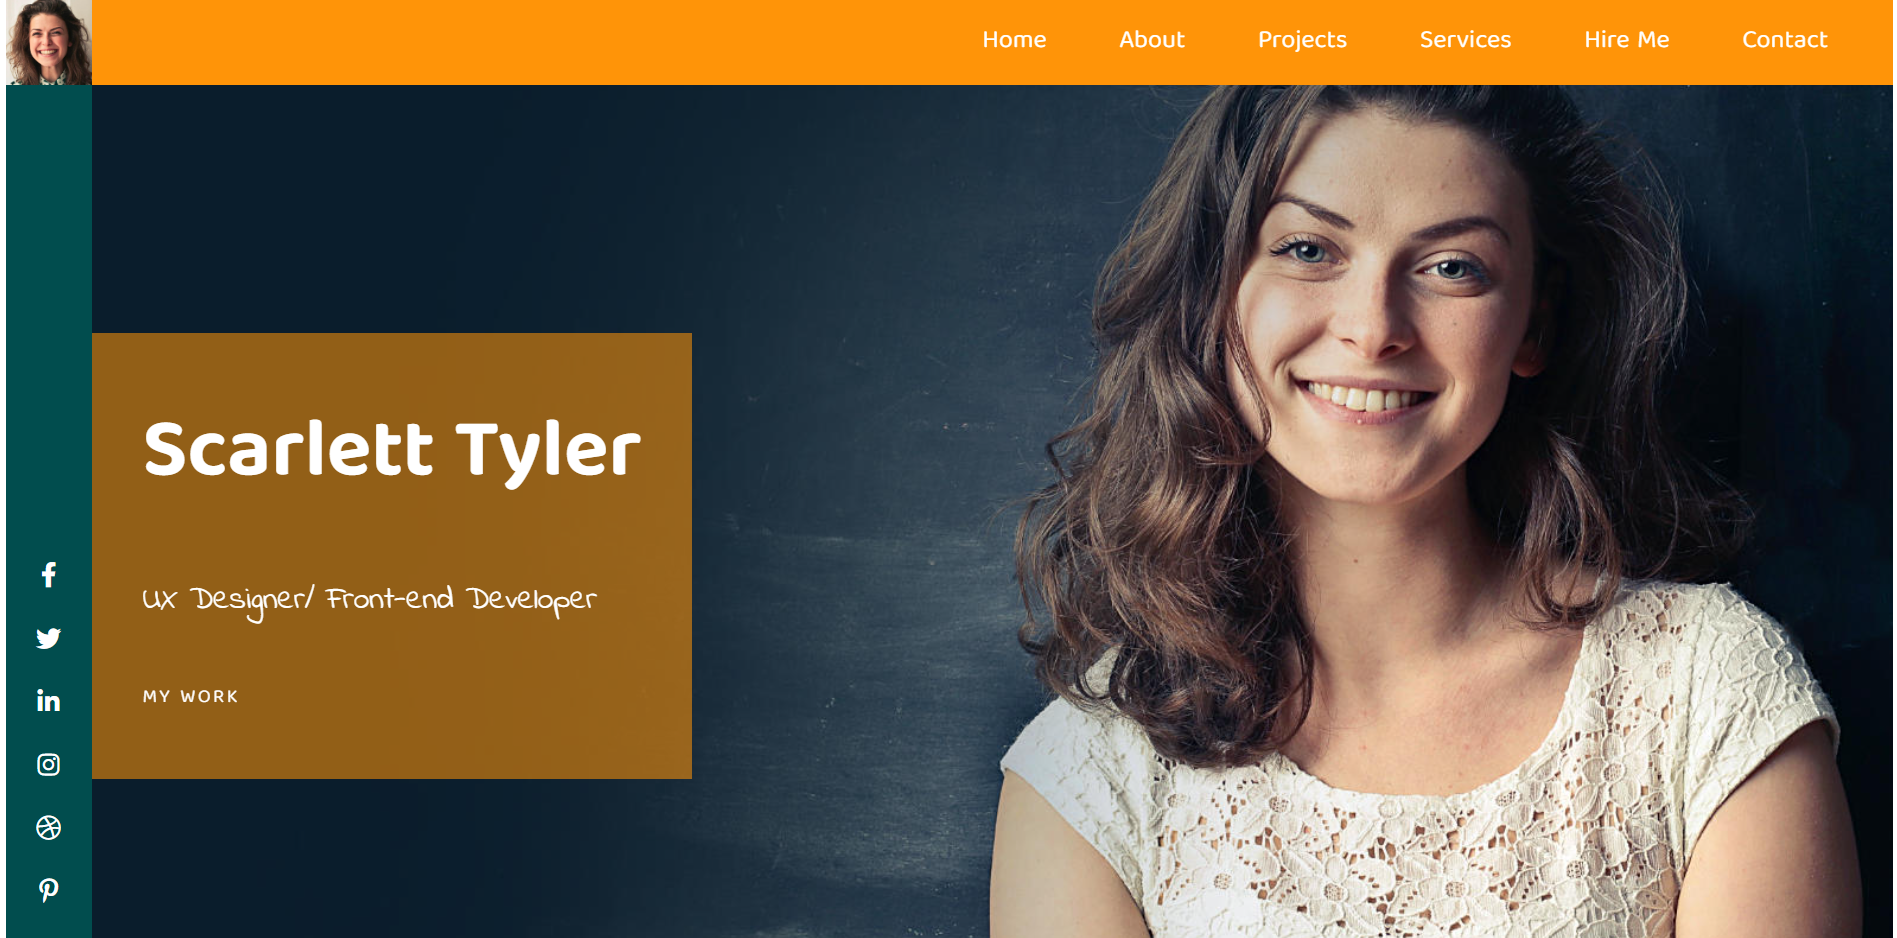 Home About Projects Services Hire Me Contact
Scarlett Tyler
UX Designer/ Front-end Developer
MY WORK